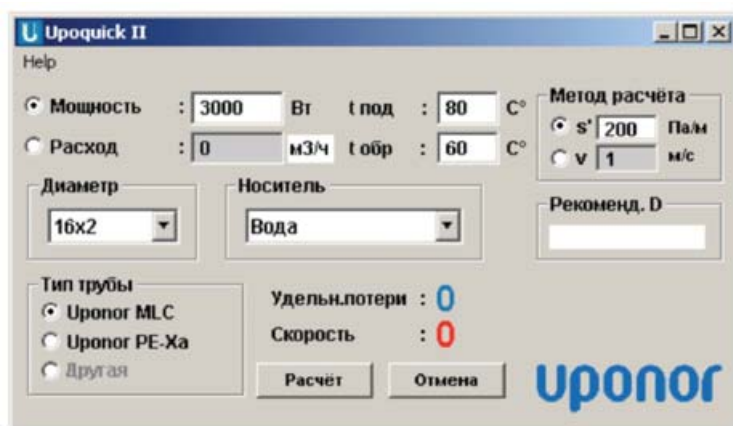 Upoquick II
Help
Мощность : 3000 Вт t под : 80 C°
Расход : 0 м3/ч t обр : 60 C°
Метод расчёта
s' 200 Па/м
v 1 м/с
Диаметр
16x2
Носитель
Вода
Рекоменд. D
Тип трубы
Uponor MLC
Uponor PE-Xa
Другая
Удельн.потери : 0
Скорость : 0
Расчёт Отмена
uponor